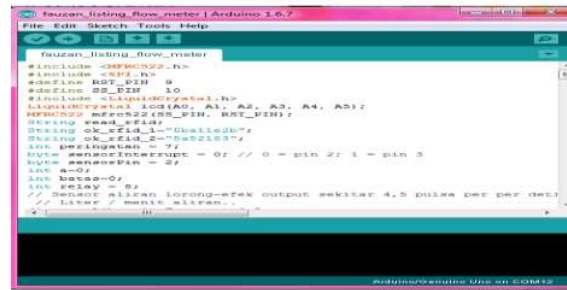 fauzan_listing_flow_meter | Arduino 1.6.7
File Edit Sketch Tools Help
fauzan_listing_flow_meter
#include <MFRC522.h>
#include <SPI.h>
#define RST_PIN 9
#define SS_PIN 10
#include <LiquidCrystal.h>
LiquidCrystal lcd(A0, A1, A2, A3, A4, A5);
MFRC522 mfrc522(SS_PIN, RST_PIN);
String read_rfid;
String ok_rfid_1=
String ok_rfid_2=
int peringatan = 7;
byte sensorInterrupt = 0; // 0 = pin 2; 1 = pin 3
byte sensorPin = 2;
int a=0;
int batas=0;
int relay =
// Sensor aliran lorong-efek output sekitar 4,5 pulsa per per deti
// Liter / menit aliran..
Arduino/Genuino Uno on COM12